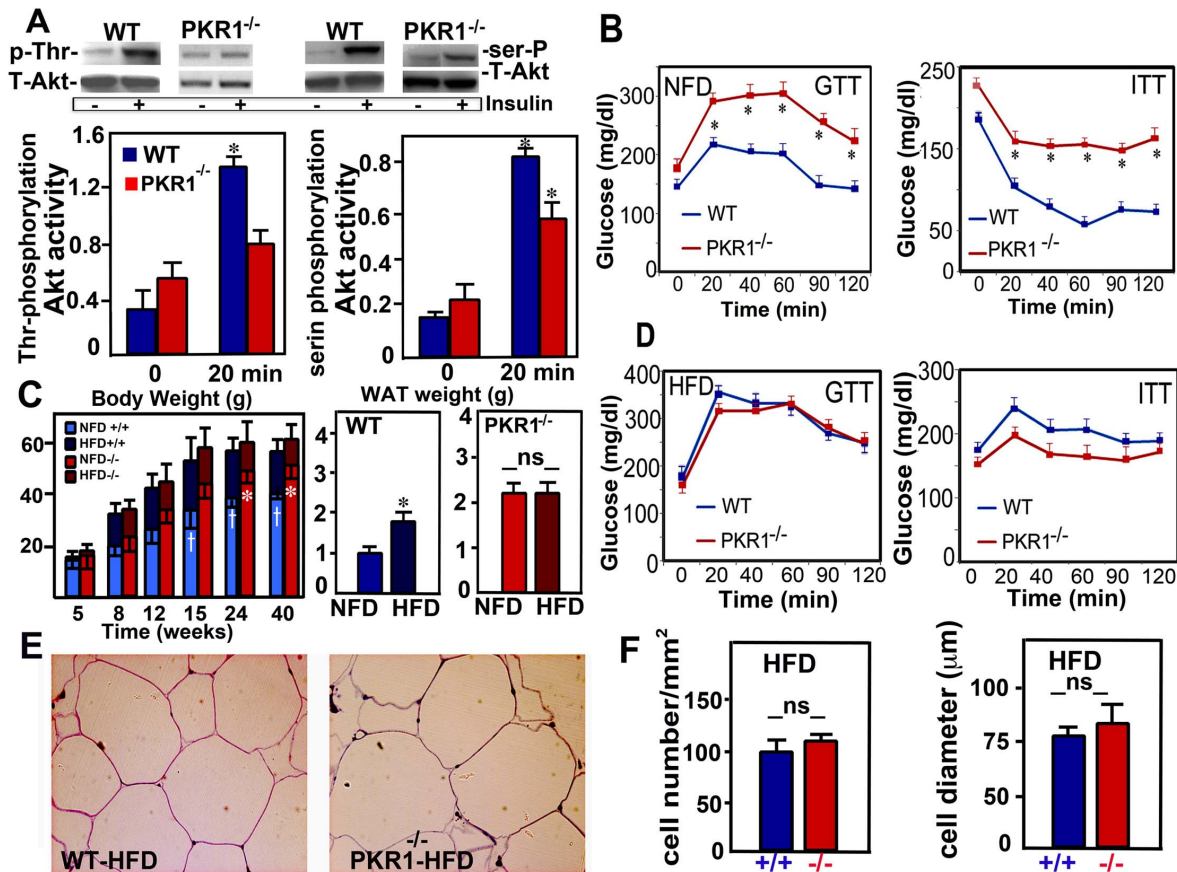 A
WT PKR1-/- WT PKR1-/-
p-Thr- -ser-P
T-Akt- -T-Akt
- + - + - + - + Insulin
Thr-phosphorylation
Akt activity
1.6
1.2
0.8
0.4
0
*
WT
PKR1-/-
0 20 min
serin phosphorylation
Akt activity
0.8
0.6
0.4
0.2
0
*
*
0 20 min
B
NFD GTT
Glucose (mg/dl)
300
200
150
0
* * * * *
WT
PKR1-/-
0 20 40 60 90 120
Time (min)
ITT
Glucose (mg/dl)
250
150
50
0
* * * * *
WT
PKR1 -/-
0 20 40 60 90 120
Time (min)
C
Body Weight (g)
60
40
20
NFD +/+
HFD+/+
NFD-/-
HFD-/-
† † * † *
5 8 12 15 24 40
Time (weeks)
WAT weight (g)
4
3
2
1
0
WT
*
NFD HFD
4
3
2
1
0
PKR1-/-
_ns_
NFD HFD
D
HFD GTT
Glucose (mg/dl)
400
300
200
100
0
WT
PKR1-/-
0 20 40 60 90 120
Time (min)
ITT
Glucose (mg/dl)
300
200
100
0
WT
PKR1-/-
0 20 40 60 90 120
Time (min)
E
WT-HFD
-/-
PKR1-HFD
F
HFD
cell number/mm2
150
100
50
0
_ns_
+/+ -/-
HFD
cell diameter (μm)
100
75
50
0
_ns_
+/+ -/-